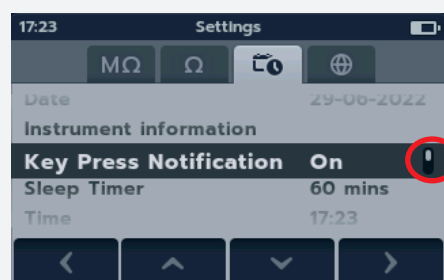 17:23 Settings
MΩ Ω
Date 29-06-2022
Instrument information
Key Press Notification On
Sleep Timer 60 mins
Time 17:23